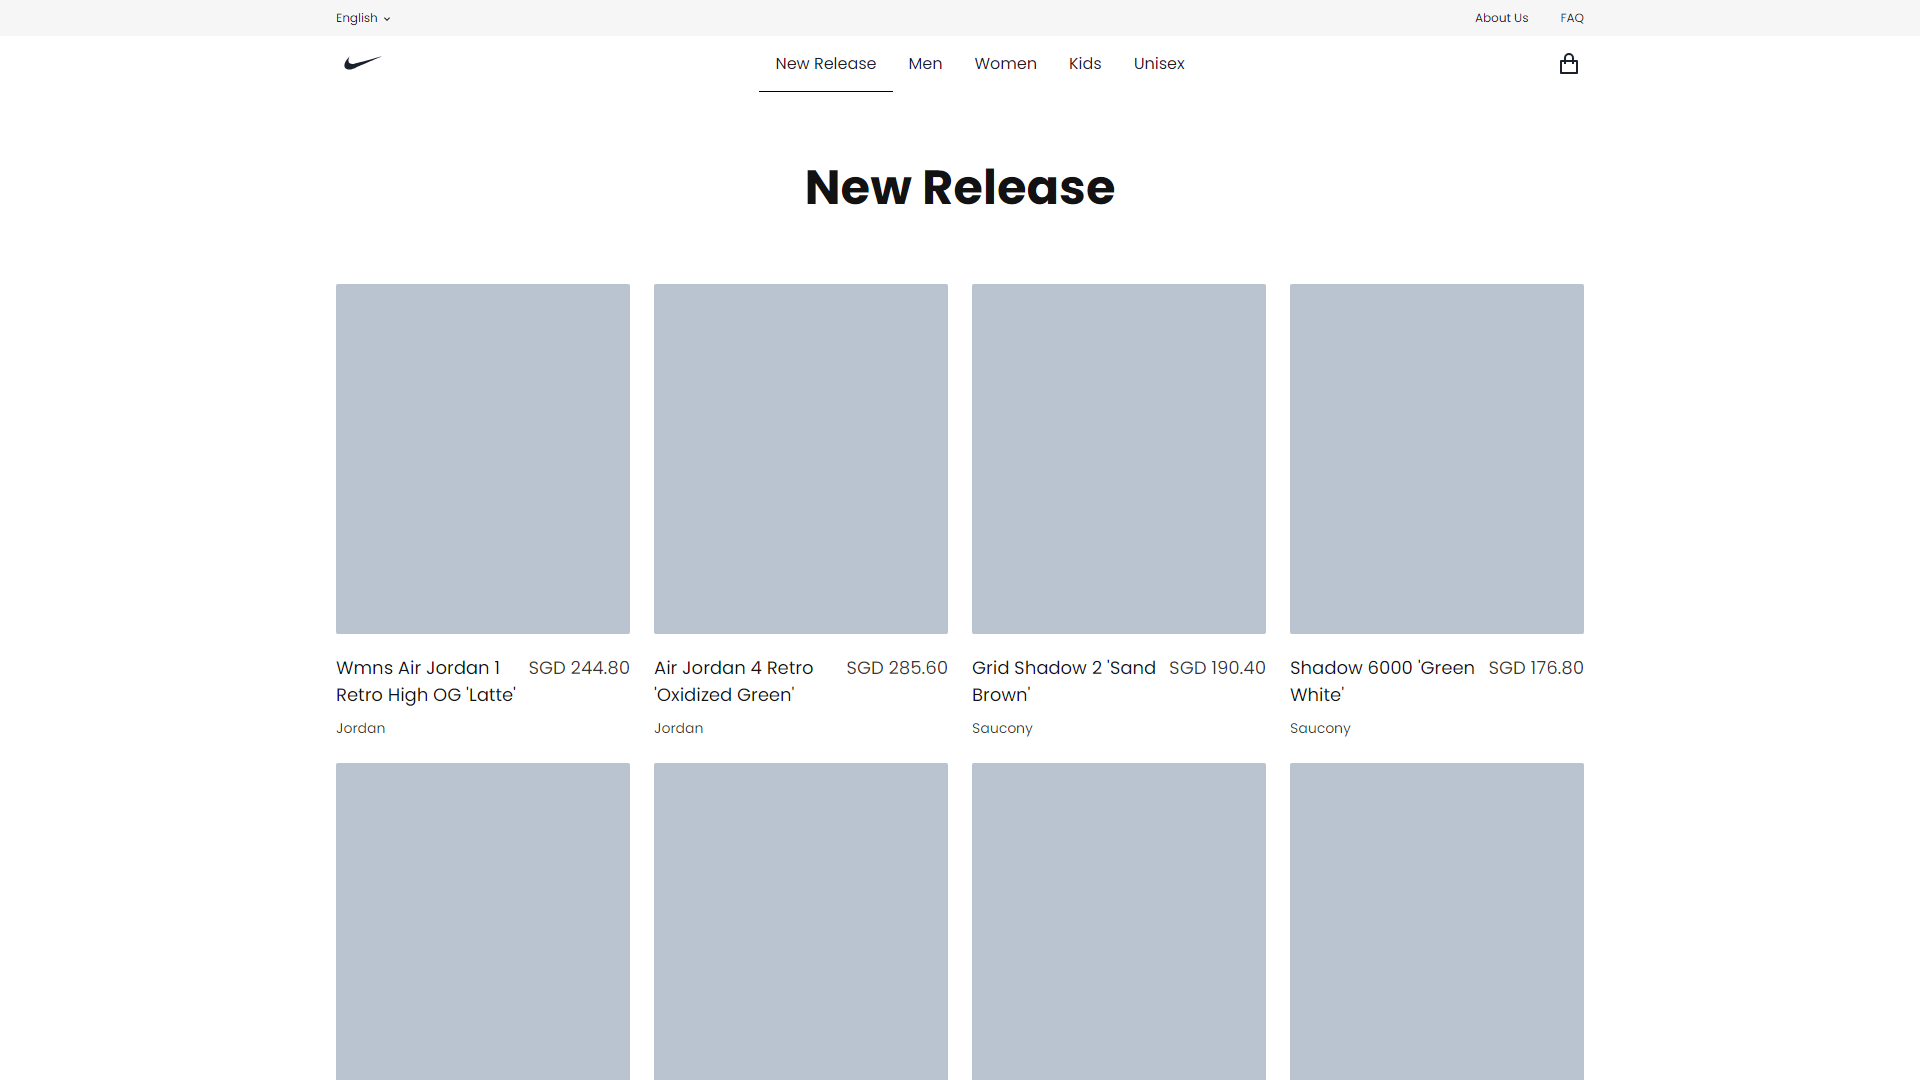 English
About Us
FAQ
New Release
Men
Women
Kids
Unisex
New Release
Wmns Air Jordan 1
Retro High OG 'Latte'
SGD 244.80
Jordan
Air Jordan 4 Retro
'Oxidized Green'
SGD 285.60
Jordan
Grid Shadow 2 'Sand
Brown'
SGD 190.40
Saucony
Shadow 6000 'Green
White'
SGD 176.80
Saucony